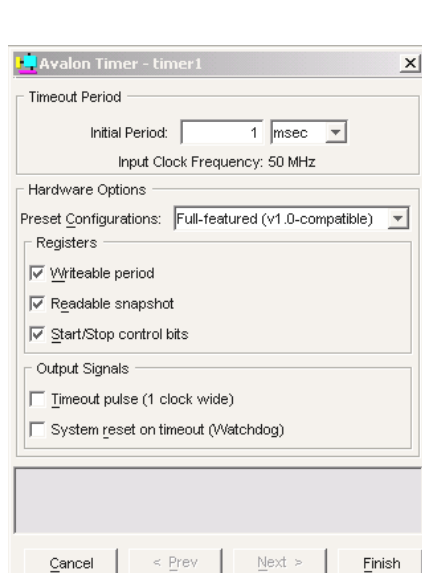 Avalon Timer - timer1
Timeout Period
Initial Period: 1 msec
Input Clock Frequency: 50 MHz
Hardware Options
Preset Configurations: Full-featured (v1.0-compatible)
Registers
Writeable period
Readable snapshot
Start/Stop control bits
Output Signals
Timeout pulse (1 clock wide)
System reset on timeout (Watchdog)
Cancel < Prev Next > Finish